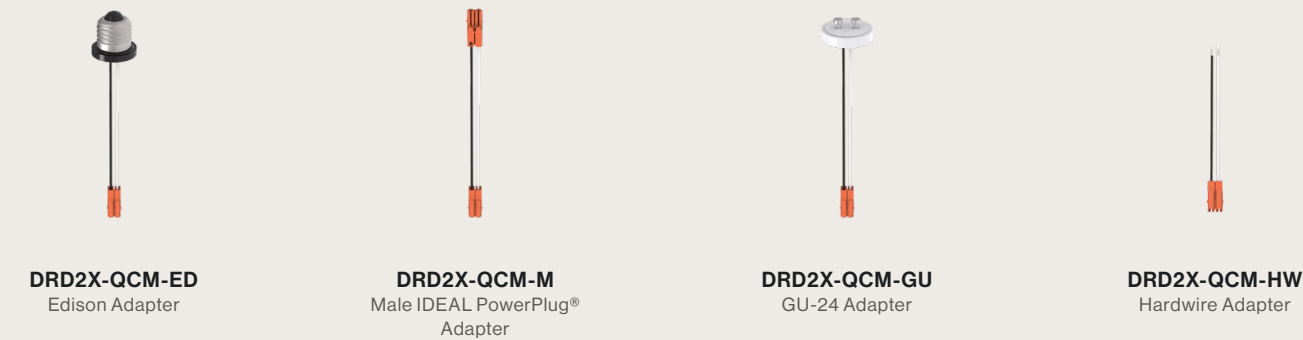 DRD2X-QCM-ED
Edison Adapter
DRD2X-QCM-M
Male IDEAL PowerPlug®
Adapter
DRD2X-QCM-GU
GU-24 Adapter
DRD2X-QCM-HW
Hardwire Adapter